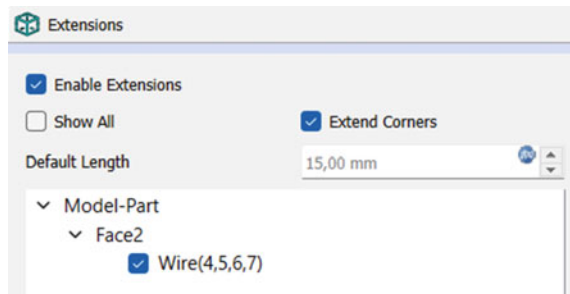 Extensions
Enable Extensions
Show All Extend Corners
Default Length 15,00 mm
Model-Part
Face2
Wire(4,5,6,7)